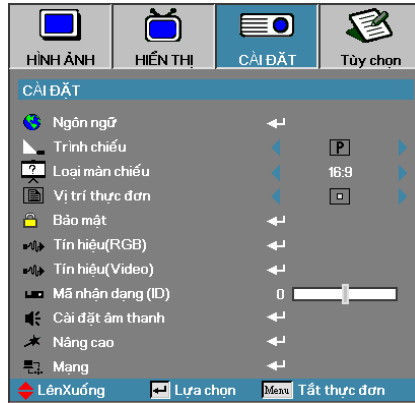 HÌNH ẢNH HIỂN THỊ CÀI ĐẶT Tùy chọn
CÀI ĐẶT
Ngôn ngữ
Trình chiếu P
Loại màn chiếu 16:9
Vị trí thực đơn
Bảo mật
Tín hiệu(RGB)
Tín hiệu(Video)
Mã nhận dạng (ID) 0
Cài đặt âm thanh
Nâng cao
Mạng
LênXuống Lựa chọn Menu Tắt thực đơn